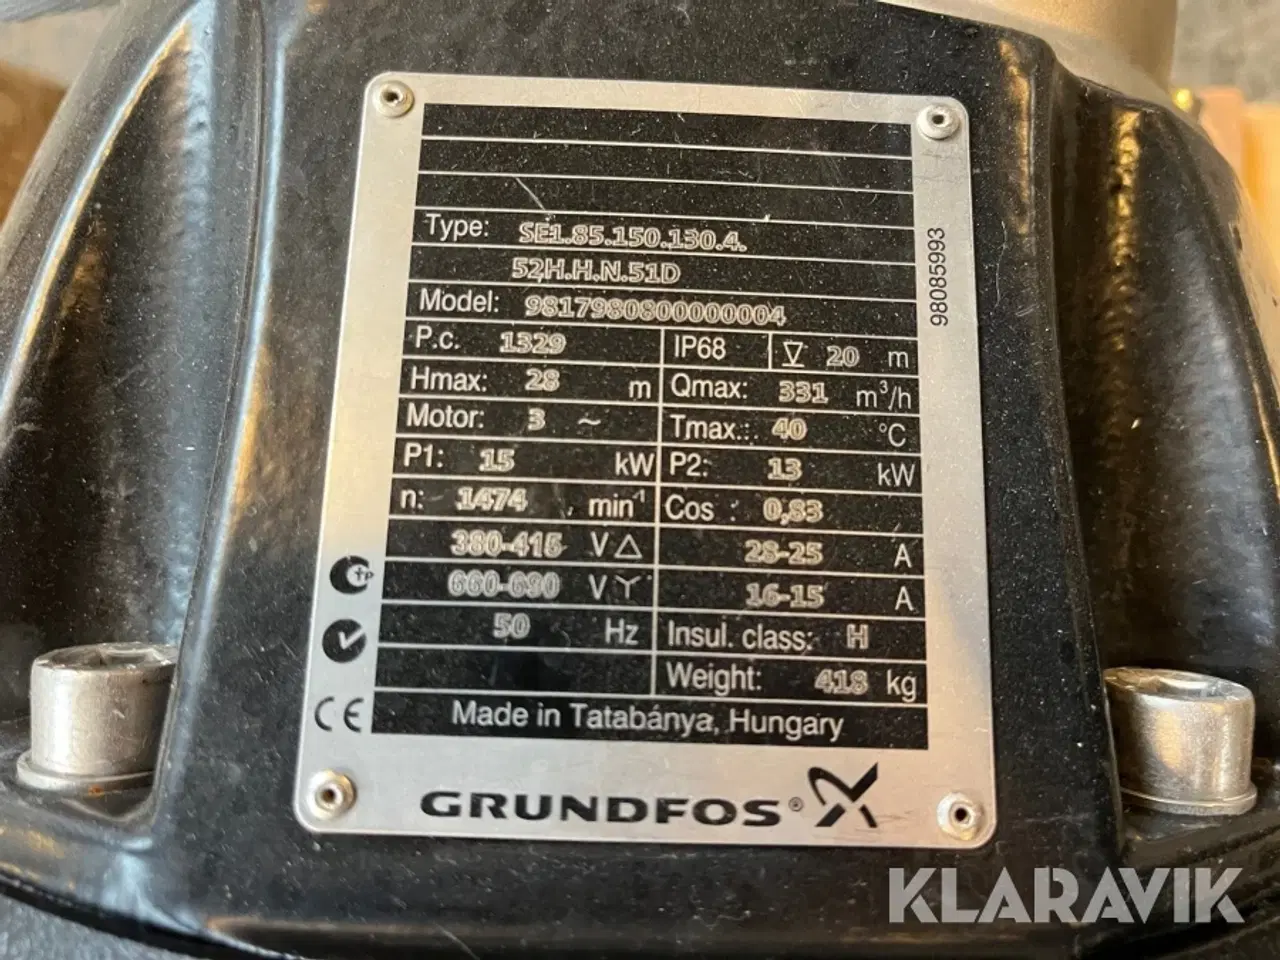 Type: SE1.85.150.130.4.
52H.H.N.51D
Model: 9817980800000004
P.c. 1329 IP68 20 m
Hmax: 28 m Qmax: 331 m³/h
Motor: 3 ~ Tmax.: 40 °C
P1: 15 kW P2: 13 kW
n: 1474 min⁻¹ Cos : 0,83
380-415 V △ 28-25 A
660-690 V Y 16-15 A
50 Hz Insul. class: H
Weight: 418 kg
Made in Tatabánya, Hungary
98085993
TP
CE
GRUNDFOS®
KLARAVIK